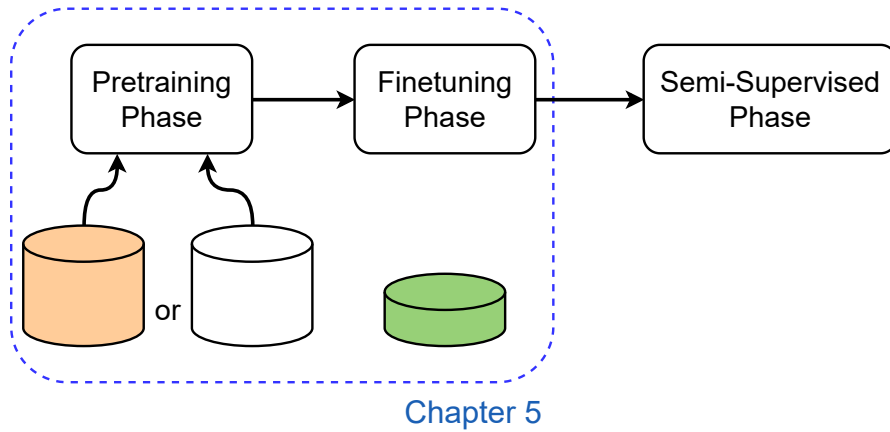 Pretraining
Phase
Finetuning
Phase
Semi-Supervised
Phase
or
Chapter 5